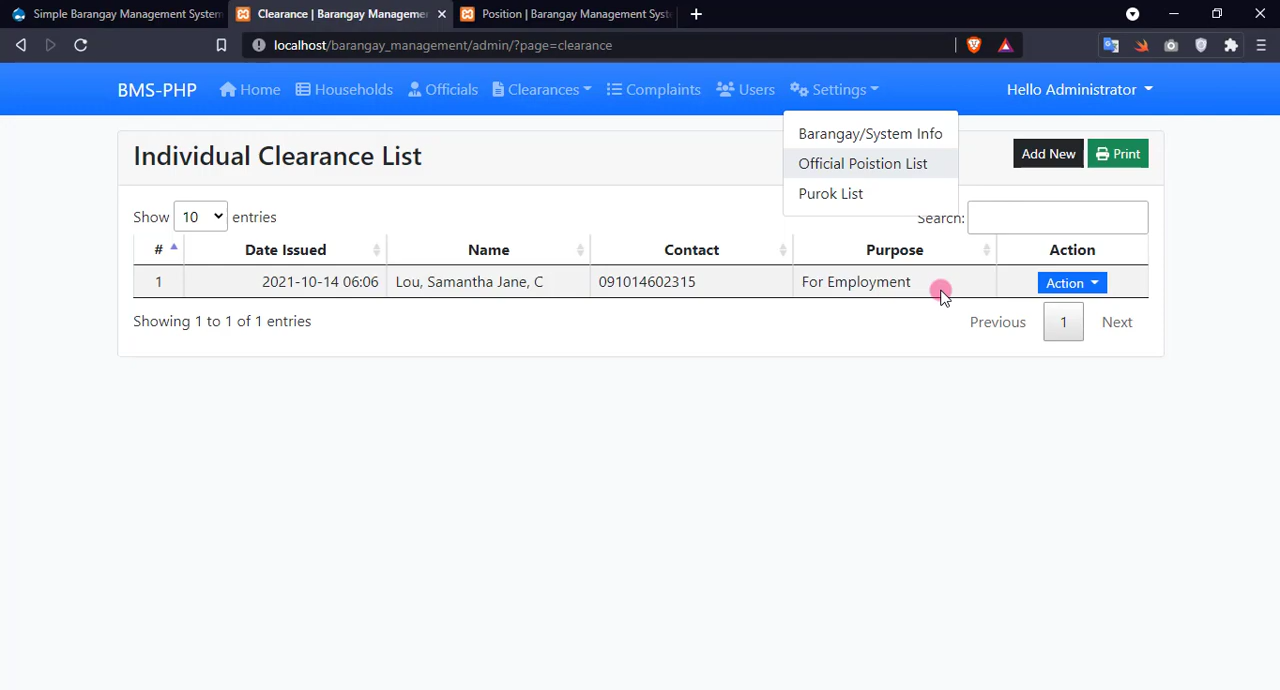 Simple Barangay Management System
Clearance | Barangay Managemer
Position | Barangay Management Syst
localhost/barangay_management/admin/?page=clearance
BMS-PHP Home Households Officials Clearances Complaints Users Settings Hello Administrator
Barangay/System Info
Official Poistion List
Purok List
Individual Clearance List
Add New Print
Show 10 entries
Search:
# Date Issued Name Contact Purpose Action
1 2021-10-14 06:06 Lou, Samantha Jane, C 091014602315 For Employment Action
Showing 1 to 1 of 1 entries
Previous 1 Next